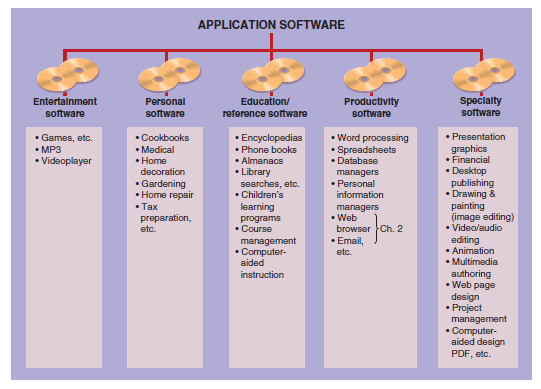 APPLICATION SOFTWARE
Entertainment
software
• Games, etc.
• MP3
• Videoplayer
Personal
software
• Cookbooks
• Medical
• Home
decoration
• Gardening
• Home repair
• Tax
preparation,
etc.
Education/
reference software
• Encyclopedias
• Phone books
• Almanacs
• Library
searches, etc.
• Children's
learning
programs
• Course
management
• Computer-
aided
instruction
Productivity
software
• Word processing
• Spreadsheets
• Database
managers
• Personal
information
managers
• Web
browser
• Email,
etc.
Ch. 2
Specialty
software
• Presentation
graphics
• Financial
• Desktop
publishing
• Drawing &
painting
(image editing)
• Video/audio
editing
• Animation
• Multimedia
authoring
• Web page
design
• Project
management
• Computer-
aided design
PDF, etc.